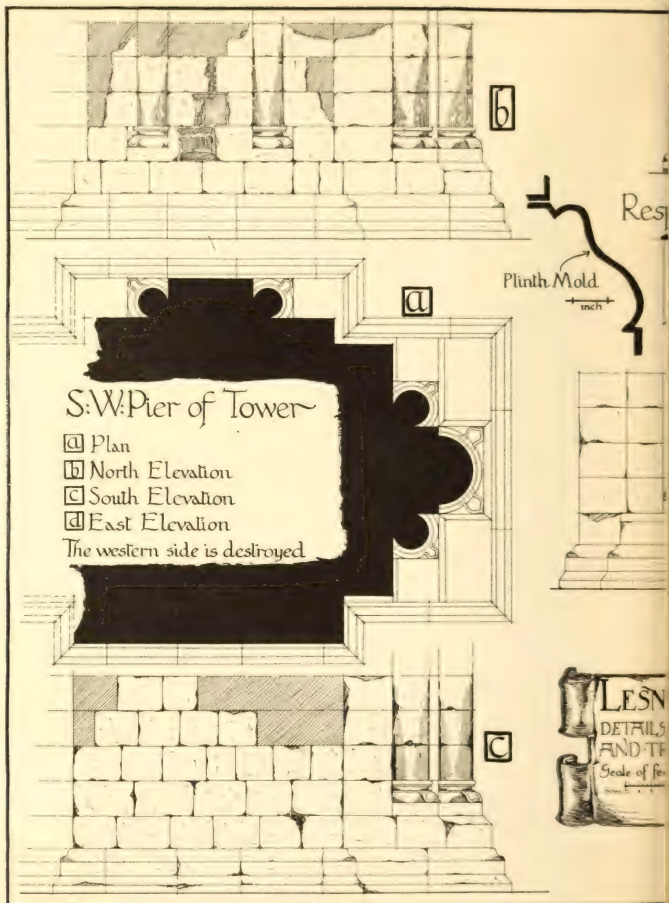 b
Resp
Plinth Mold
inch
a
S:W:Pier of Tower
a Plan
b North Elevation
c South Elevation
d East Elevation
The western side is destroyed
c
LESN
DETAILS
AND·TH
Scale of fe